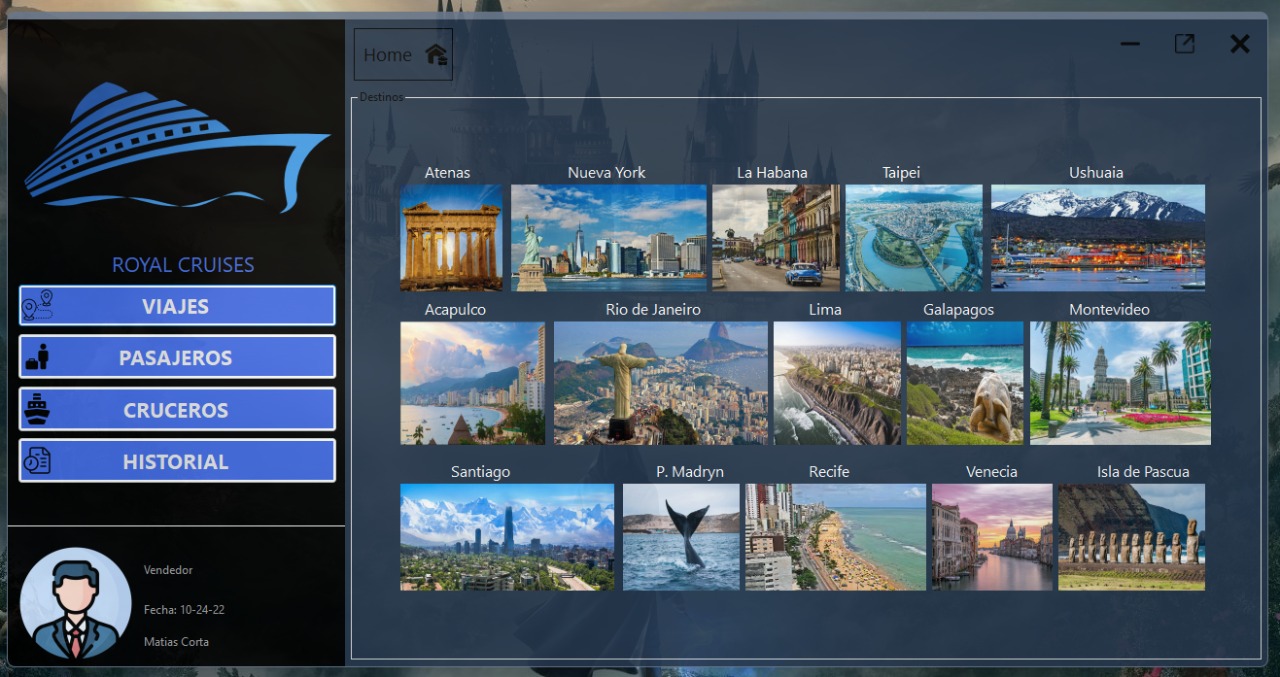 Home
Destinos
ROYAL CRUISES
VIAJES
PASAJEROS
CRUCEROS
HISTORIAL
Vendedor
Fecha: 10-24-22
Matias Corta
Atenas Nueva York La Habana Taipei Ushuaia
Acapulco Rio de Janeiro Lima Galapagos Montevideo
Santiago P. Madryn Recife Venecia Isla de Pascua